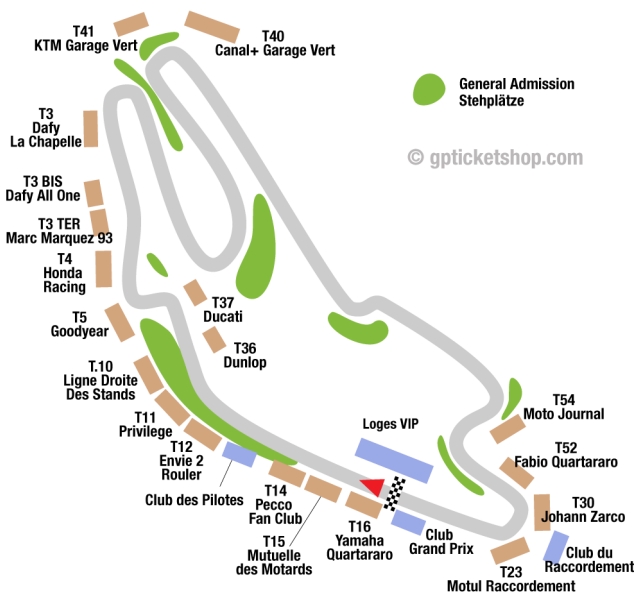 T41
KTM Garage Vert
T40
Canal+ Garage Vert
General Admission
Stehplätze
© gpticketshop.com
T3
Dafy
La Chapelle
T3 BIS
Dafy All One
T3 TER
Marc Marquez 93
T4
Honda
Racing
T5
Goodyear
T37
Ducati
T36
Dunlop
T.10
Ligne Droite
Des Stands
T11
Privilege
T12
Envie 2
Rouler
Club des Pilotes
T14
Pecco
Fan Club
T15
Mutuelle
des Motards
T16
Yamaha
Quartararo
Loges VIP
Club
Grand Prix
T54
Moto Journal
T52
Fabio Quartararo
T30
Johann Zarco
Club du
Raccordement
T23
Motul Raccordement